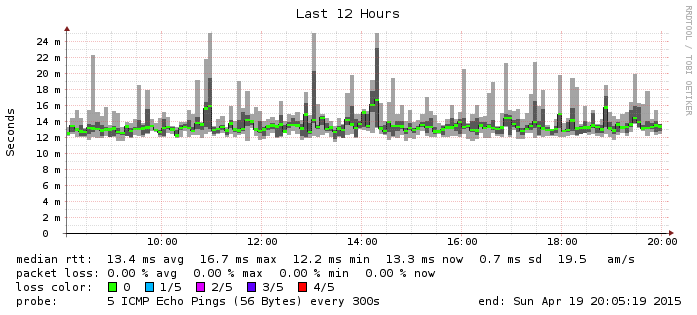 Last 12 Hours
RRDTOOL / TOBI OETIKER
Seconds
24 m
22 m
20 m
18 m
16 m
14 m
12 m
10 m
8 m
6 m
4 m
2 m
0
10:00 12:00 14:00 16:00 18:00 20:00
median rtt: 13.4 ms avg 16.7 ms max 12.2 ms min 13.3 ms now 0.7 ms sd 19.5 am/s
packet loss: 0.00 % avg 0.00 % max 0.00 % min 0.00 % now
loss color: 0 1/5 2/5 3/5 4/5
probe: 5 ICMP Echo Pings (56 Bytes) every 300s end: Sun Apr 19 20:05:19 2015